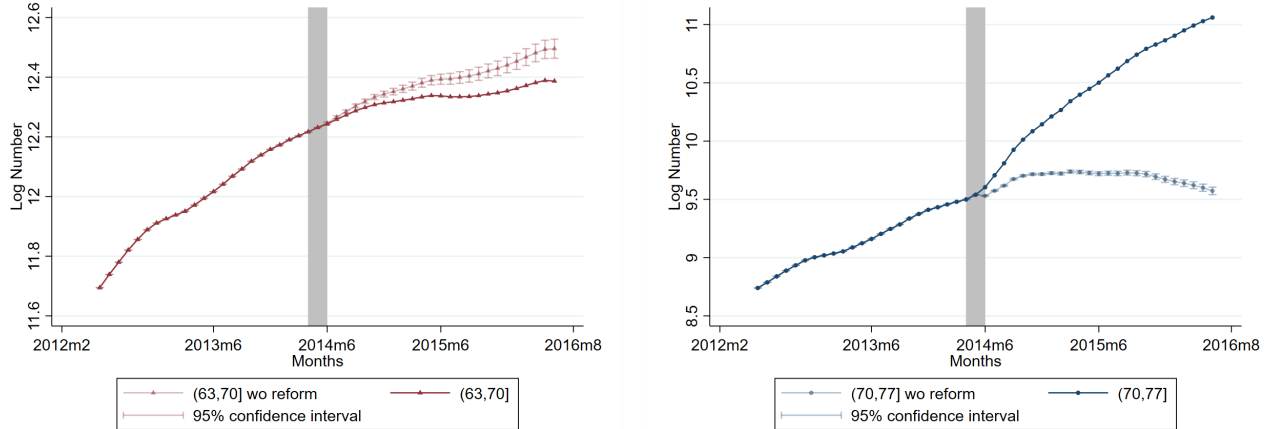 12.6
12.4
12.2
12
11.8
11.6
Log Number
2012m2 2013m6 2014m6 2015m6 2016m8
Months
(63,70] wo reform (63,70]
95% confidence interval
11
10.5
10
9.5
9
8.5
Log Number
2012m2 2013m6 2014m6 2015m6 2016m8
Months
(70,77] wo reform (70,77]
95% confidence interval